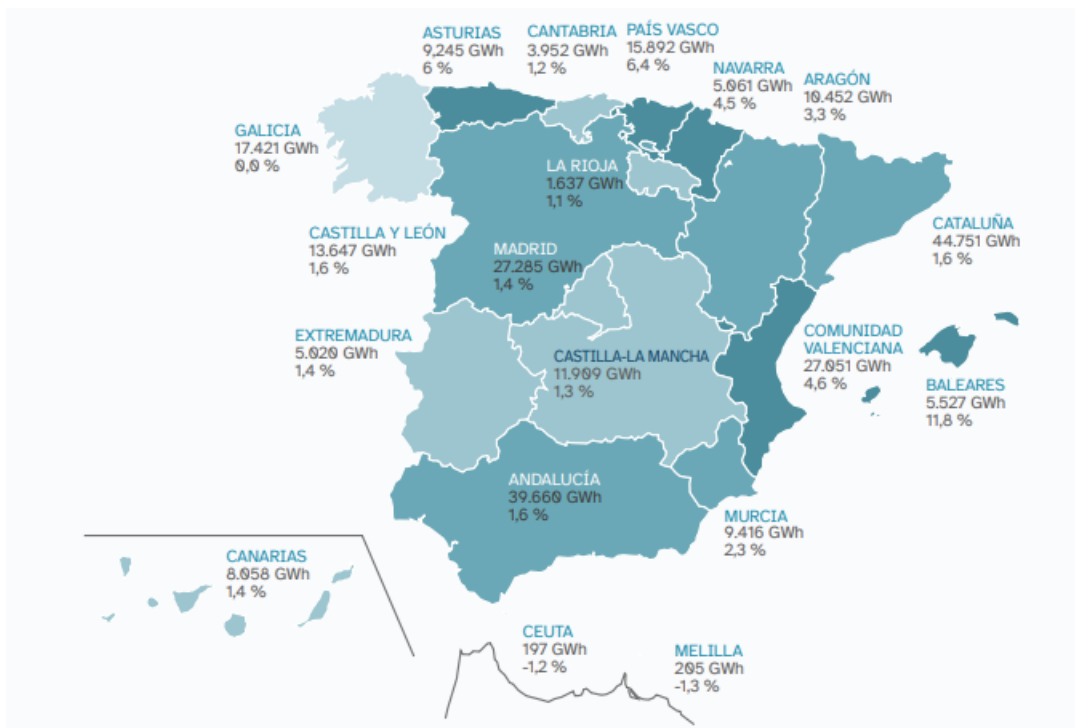 ASTURIAS
9,245 GWh
6 %
CANTABRIA
3.952 GWh
1,2 %
PAÍS VASCO
15.892 GWh
6,4 %
NAVARRA
5.061 GWh
4,5 %
ARAGÓN
10.452 GWh
3,3 %
GALICIA
17.421 GWh
0,0 %
LA RIOJA
1.637 GWh
1,1 %
CASTILLA Y LEÓN
13.647 GWh
1,6 %
MADRID
27.285 GWh
1,4 %
CATALUÑA
44.751 GWh
1,6 %
EXTREMADURA
5.020 GWh
1,4 %
CASTILLA-LA MANCHA
11.909 GWh
1,3 %
COMUNIDAD
VALENCIANA
27.051 GWh
4,6 %
BALEARES
5.527 GWh
11,8 %
ANDALUCÍA
39.660 GWh
1,6 %
MURCIA
9.416 GWh
2,3 %
CANARIAS
8.058 GWh
1,4 %
CEUTA
197 GWh
-1,2 %
MELILLA
205 GWh
-1,3 %